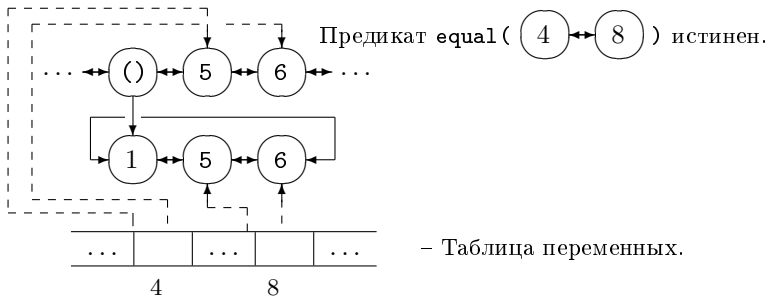 Предикат equal( 4 8 ) истинен.
... () 5 6 ...
1 5 6
... ... ... – Таблица переменных.
4 8